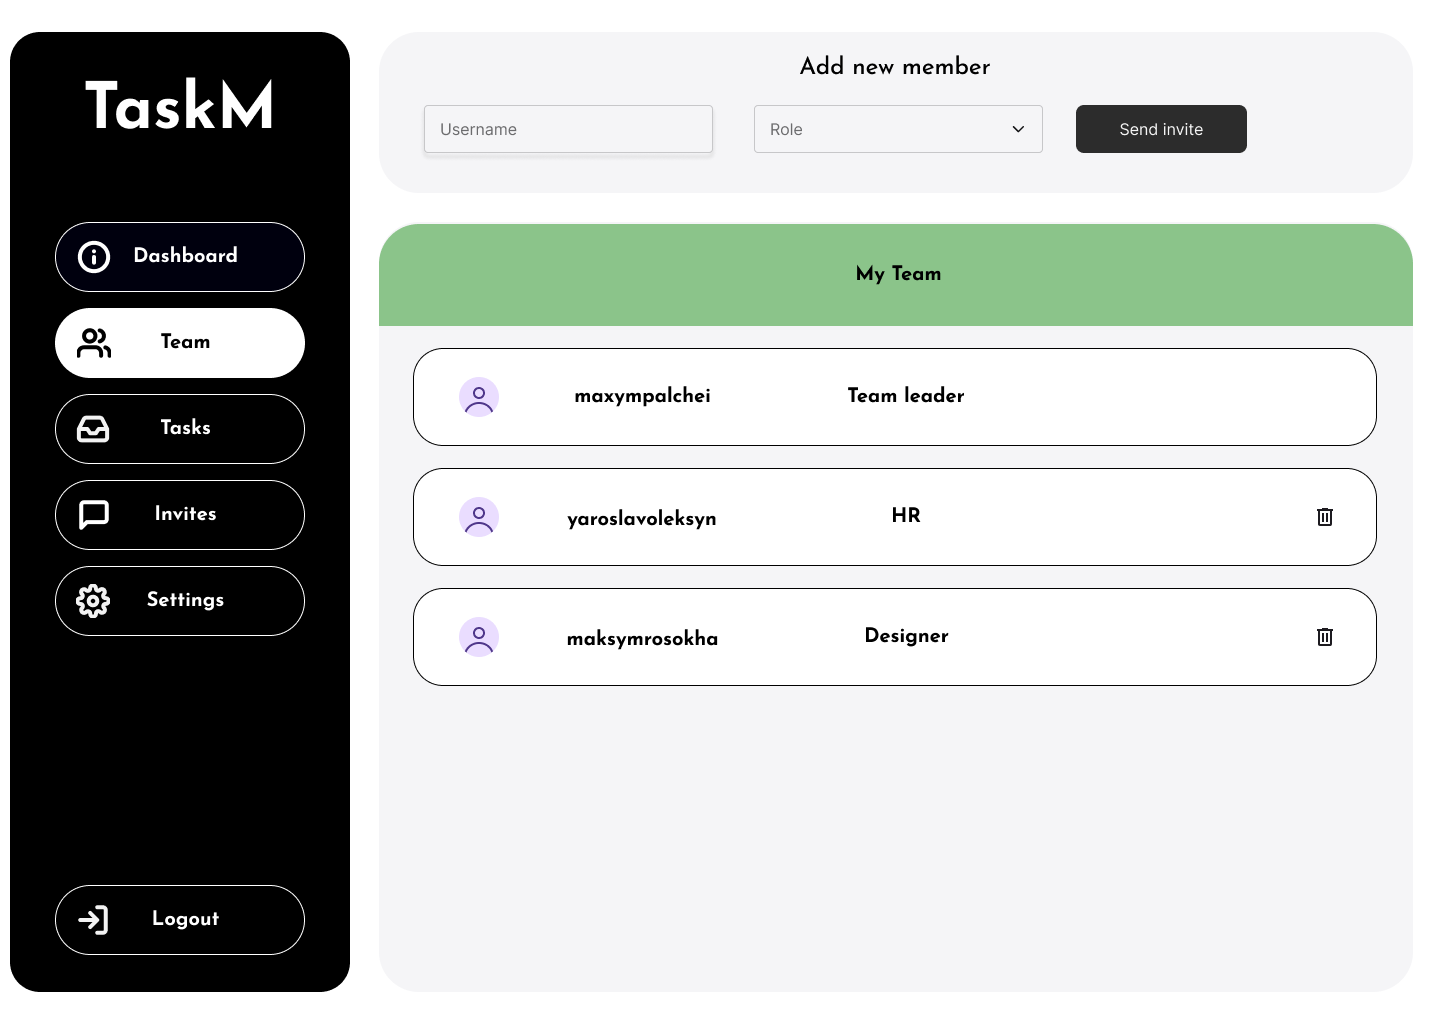 TaskM
Dashboard
Team
Tasks
Invites
Settings
Logout
Add new member
Username
Role
Send invite
My Team
maxympalchei Team leader
yaroslavoleksyn HR
maksymrosokha Designer